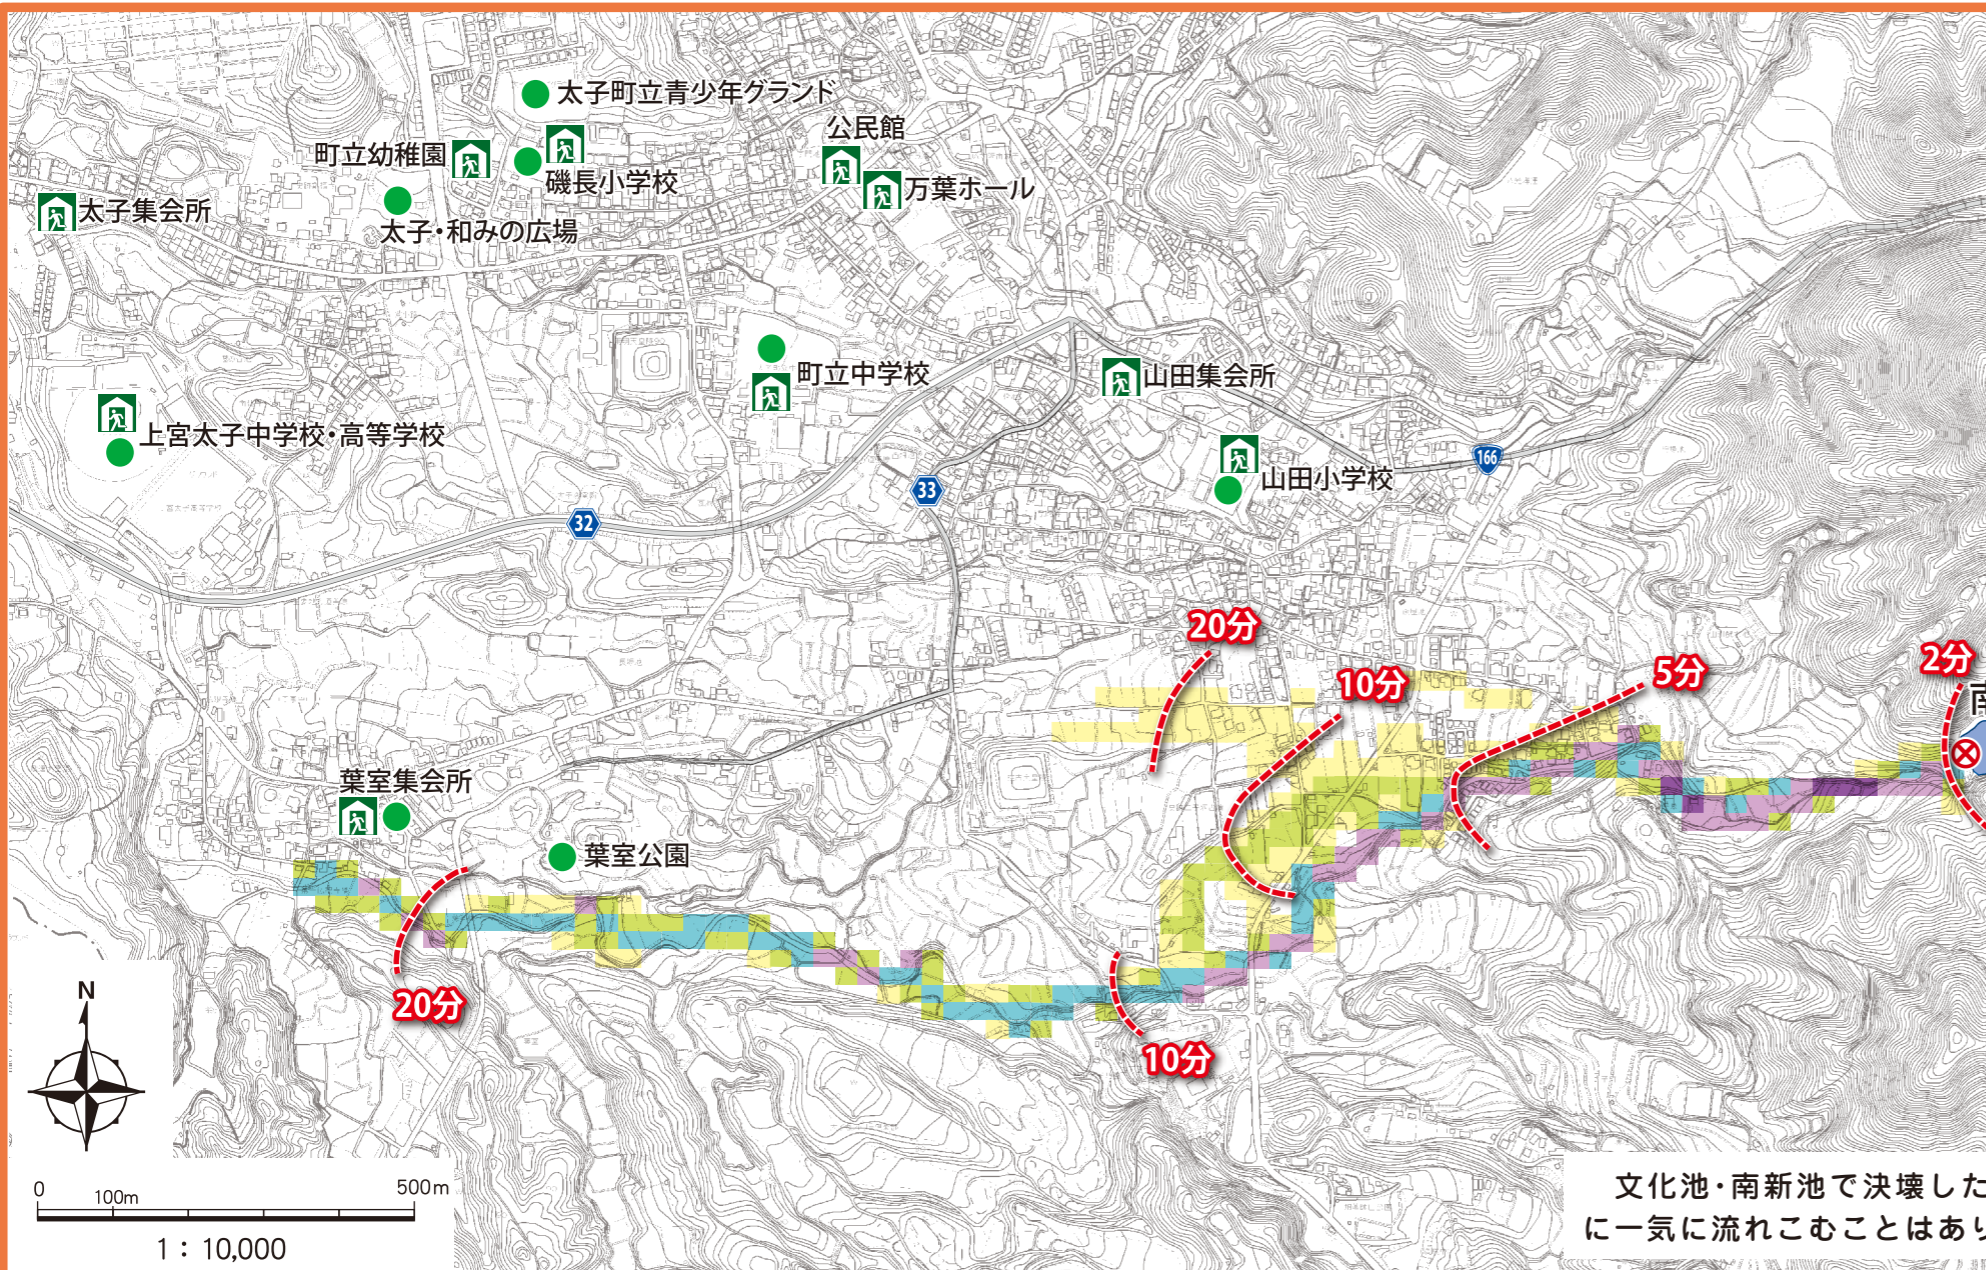 太子町立青少年グランド
公民館
町立幼稚園
磯長小学校
万葉ホール
太子集会所
太子・和みの広場
町立中学校
山田集会所
上宮太子中学校・高等学校
166
山田小学校
33
32
20分
10分
5分
2分
南
葉室集会所
葉室公園
20分
10分
N
0 100m 500m
1：10,000
文化池・南新池で決壊した
に一気に流れこむことはあり